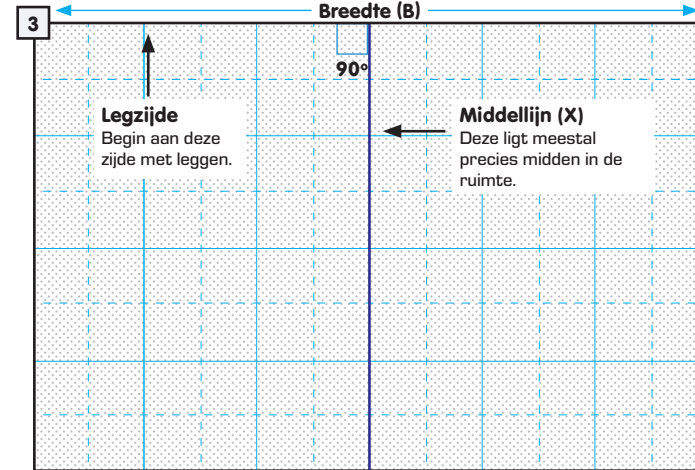 3
Breedte (B)
90°
Legzijde
Begin aan deze
zijde met leggen.
Middellijn (X)
Deze ligt meestal
precies midden in de
ruimte.